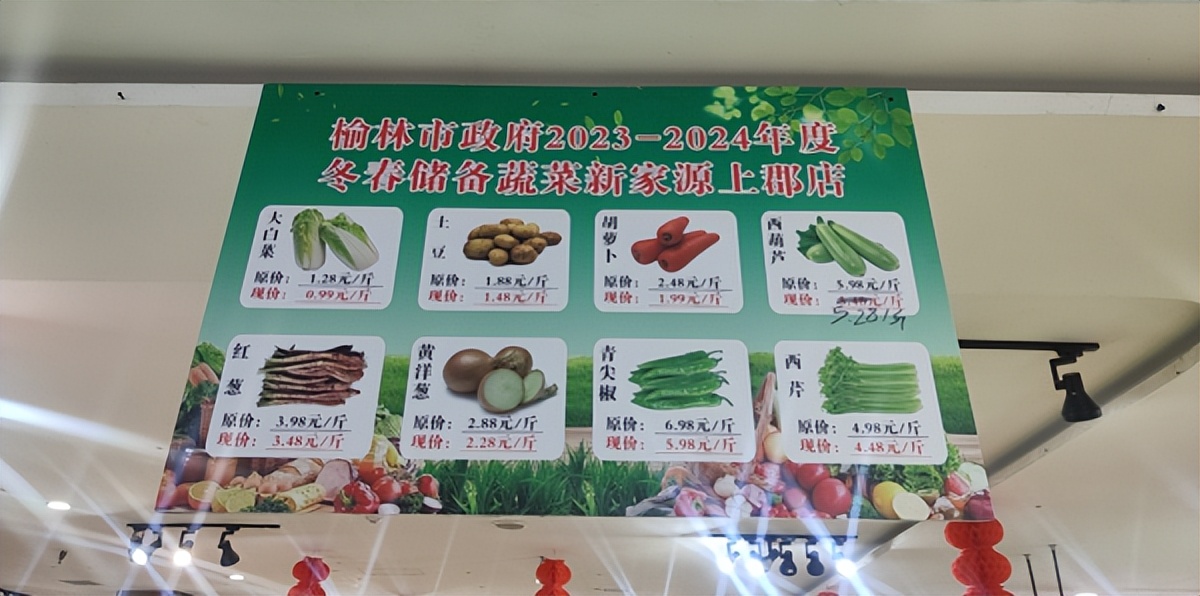 榆林市政府2023-2024年度
冬春储备蔬菜新家源上郡店
大白菜
原价：1.28元/斤
现价：0.99元/斤
土豆
原价：1.88元/斤
现价：1.48元/斤
胡萝卜
原价：2.48元/斤
现价：1.99元/斤
西葫芦
原价：5.98元/斤
现价：
5.28/斤
红葱
原价：3.98元/斤
现价：3.48元/斤
黄洋葱
原价：2.88元/斤
现价：2.28元/斤
青尖椒
原价：6.98元/斤
现价：5.98元/斤
西芹
原价：4.98元/斤
现价：4.48元/斤